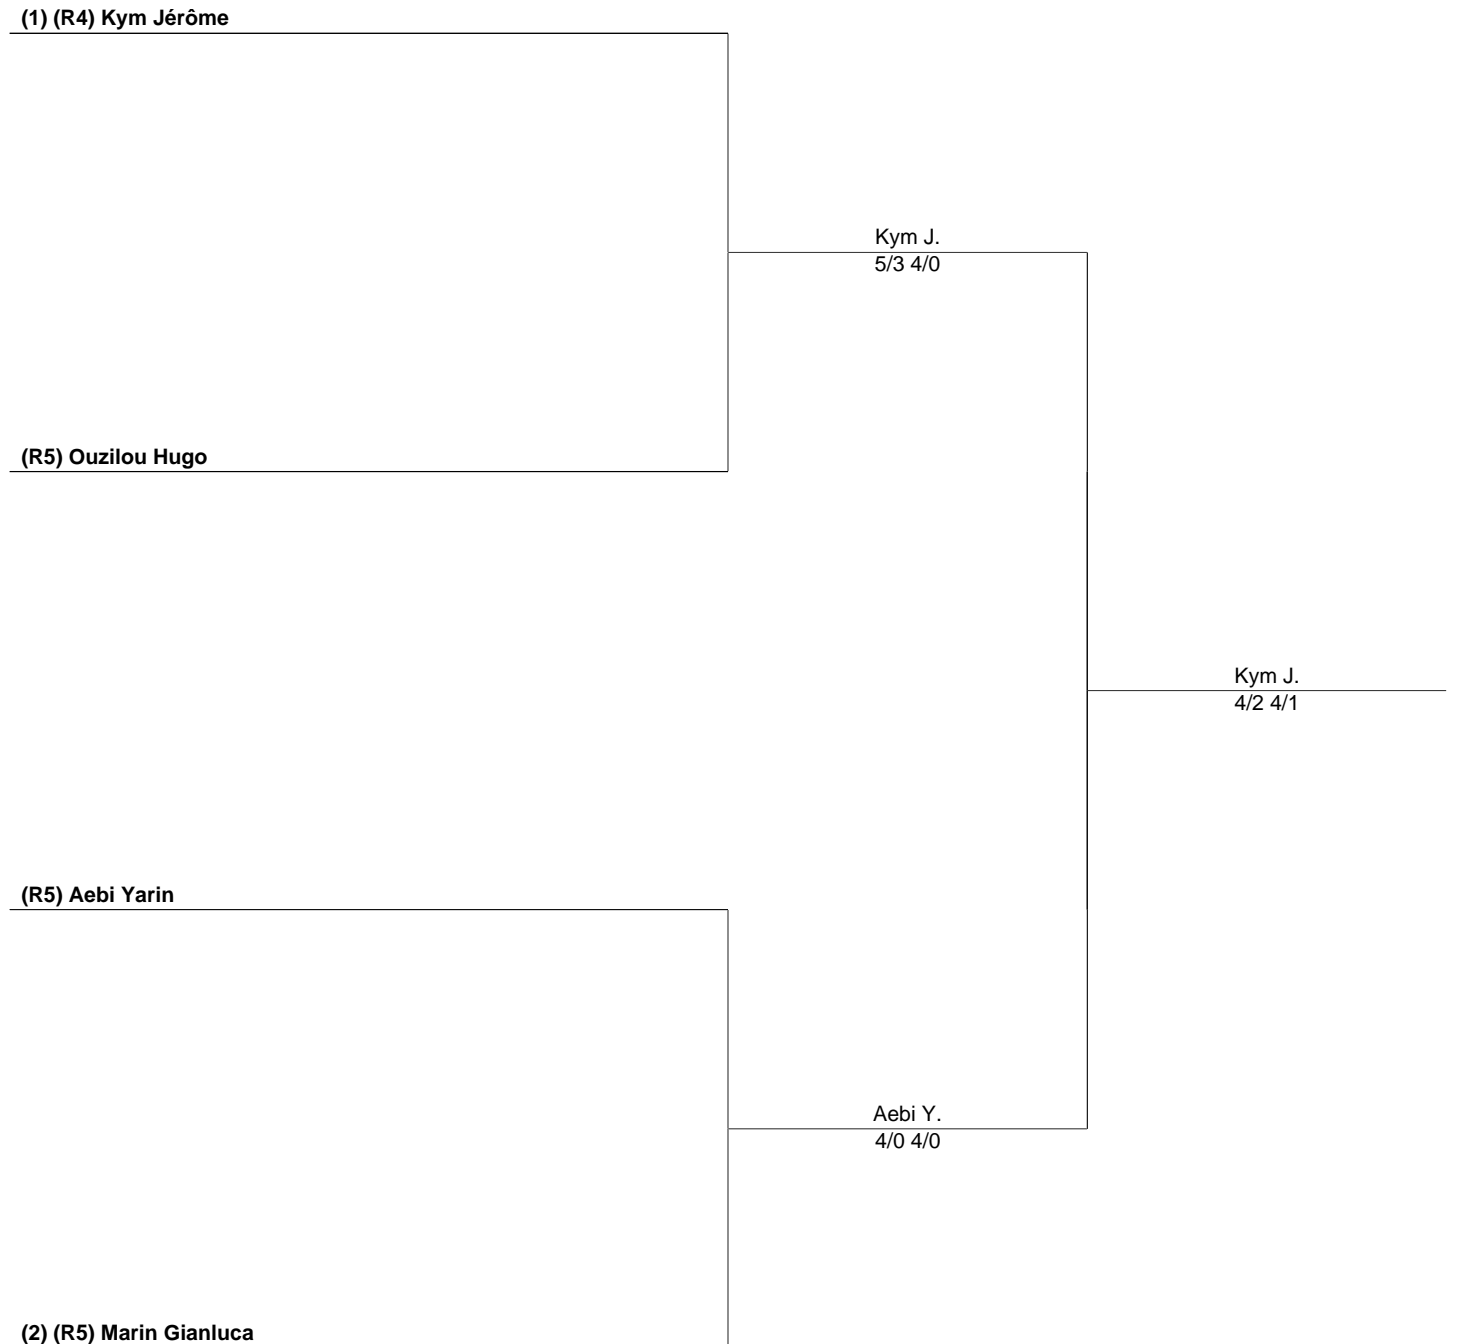 (1) (R4) Kym Jérôme
Kym J.
5/3 4/0
(R5) Ouzilou Hugo
Kym J.
4/2 4/1
(R5) Aebi Yarin
Aebi Y.
4/0 4/0
(2) (R5) Marin Gianluca